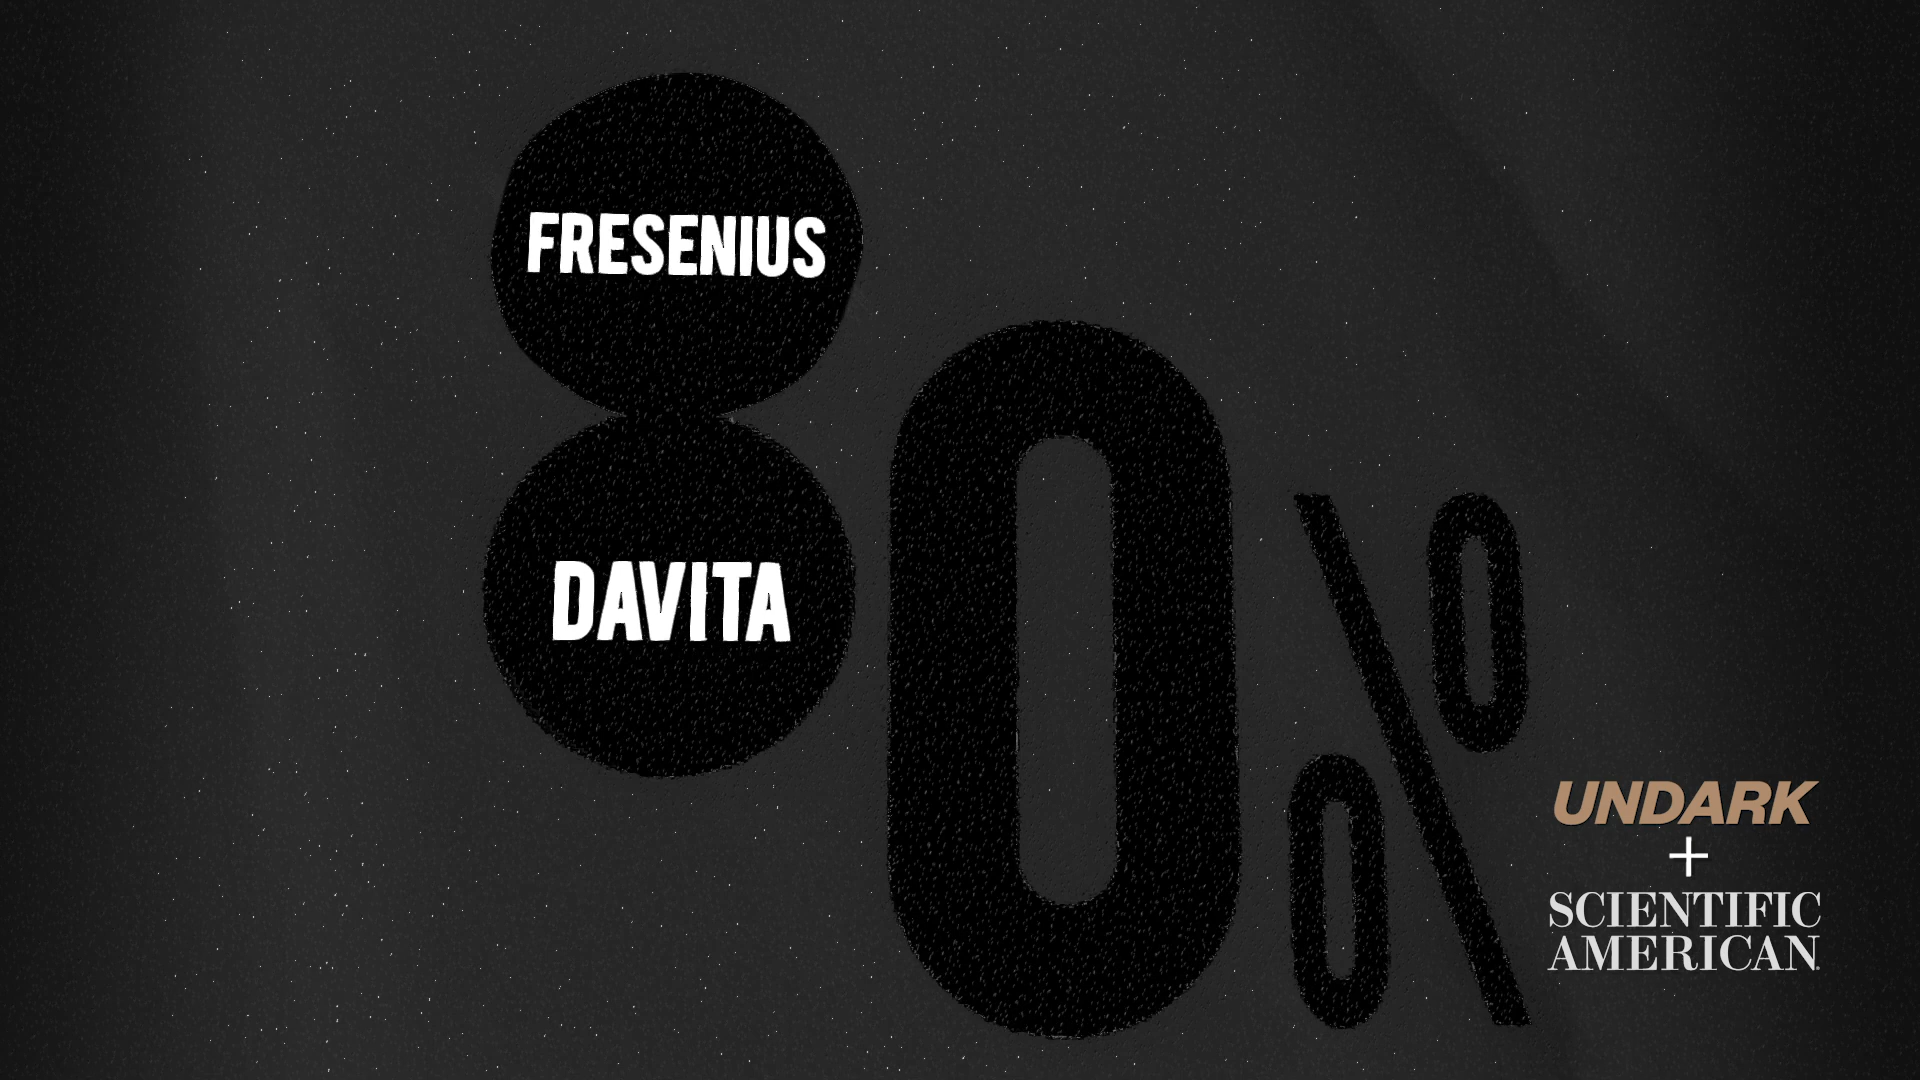 FRESENIUS
DAVITA
80%
UNDARK
+
SCIENTIFIC
AMERICAN